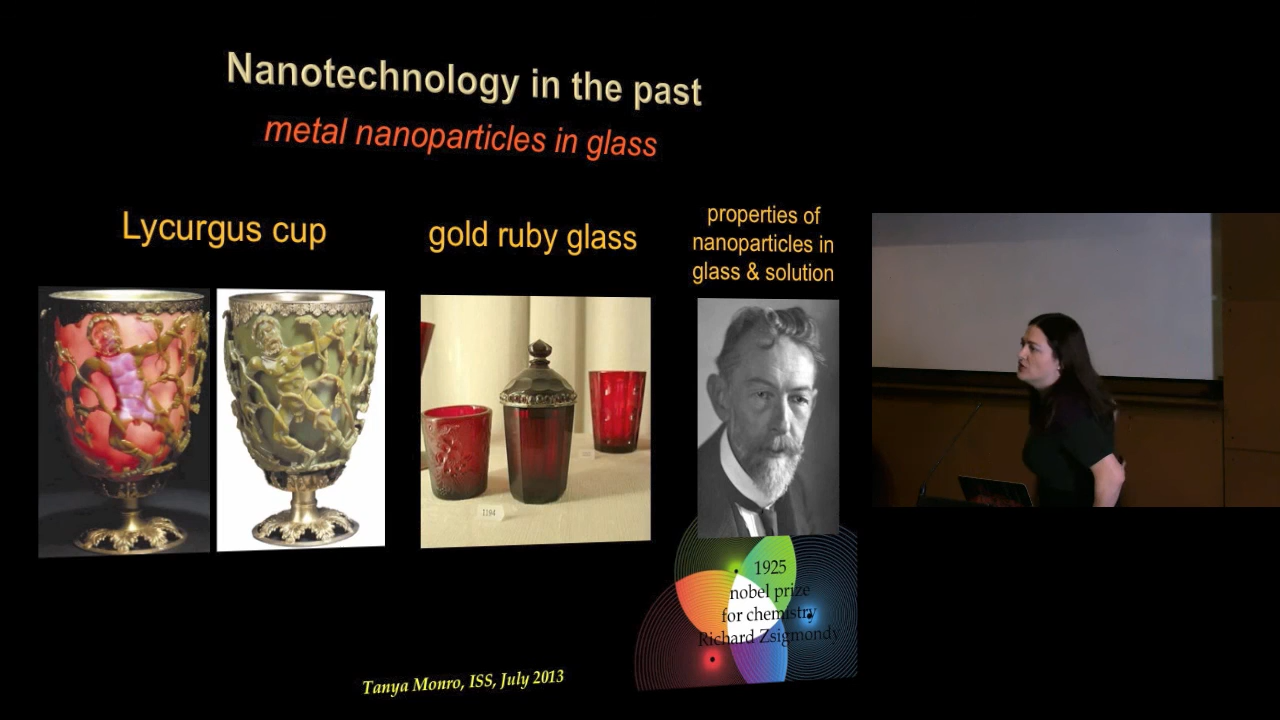 Nanotechnology in the past
metal nanoparticles in glass
Lycurgus cup
gold ruby glass
properties of
nanoparticles in
glass & solution
1194
1925
nobel prize
for chemistry
Richard Zsigmondy
Tanya Monro, ISS, July 2013